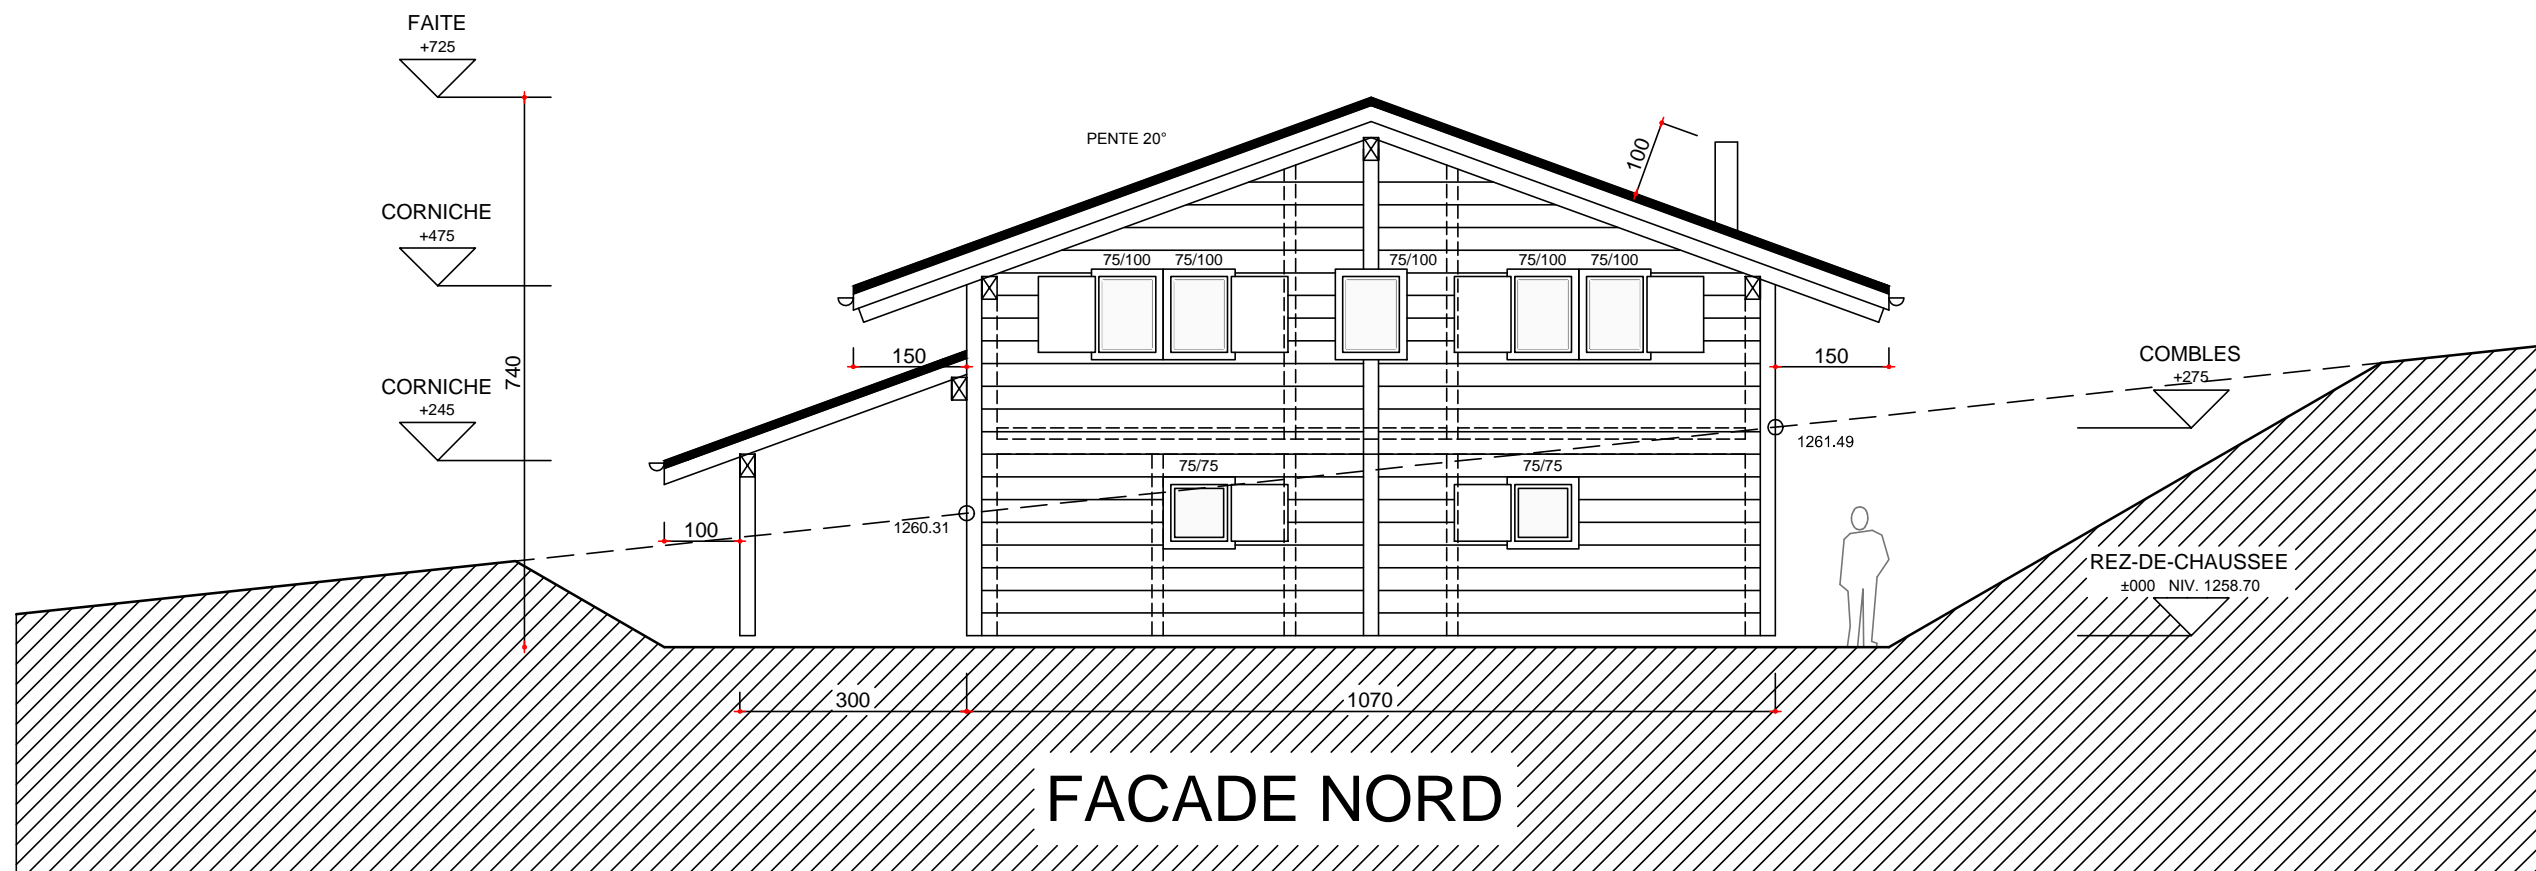 FAITE
+725
PENTE 20°
100
CORNICHE
+475
75/100 75/100 75/100 75/100 75/100
150
150
740
COMBLES
+275
CORNICHE
+245
1261.49
75/75 75/75
1260.31
100
REZ-DE-CHAUSSEE
±000 NIV. 1258.70
300
1070
FACADE NORD